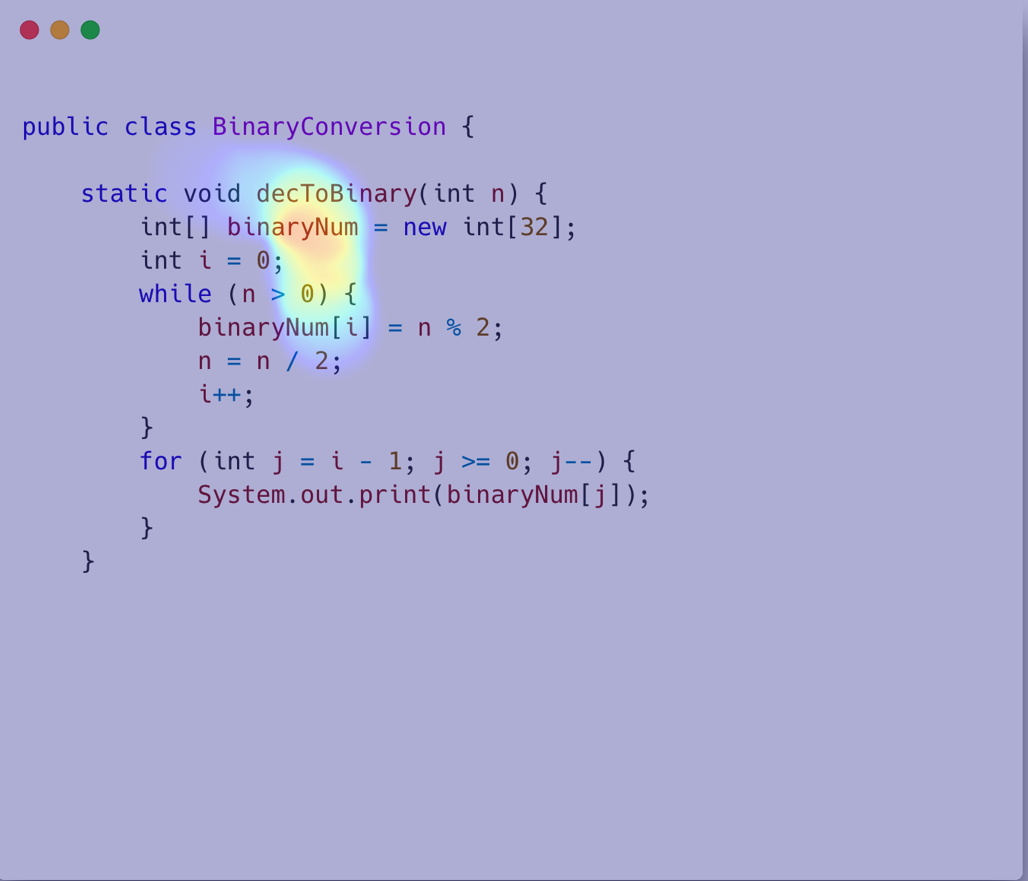 public class BinaryConversion {
    static void decToBinary(int n) {
        int[] binaryNum = new int[32];
        int i = 0;
        while (n > 0) {
            binaryNum[i] = n % 2;
            n = n / 2;
            i++;
        }
        for (int j = i - 1; j >= 0; j--) {
            System.out.print(binaryNum[j]);
        }
    }